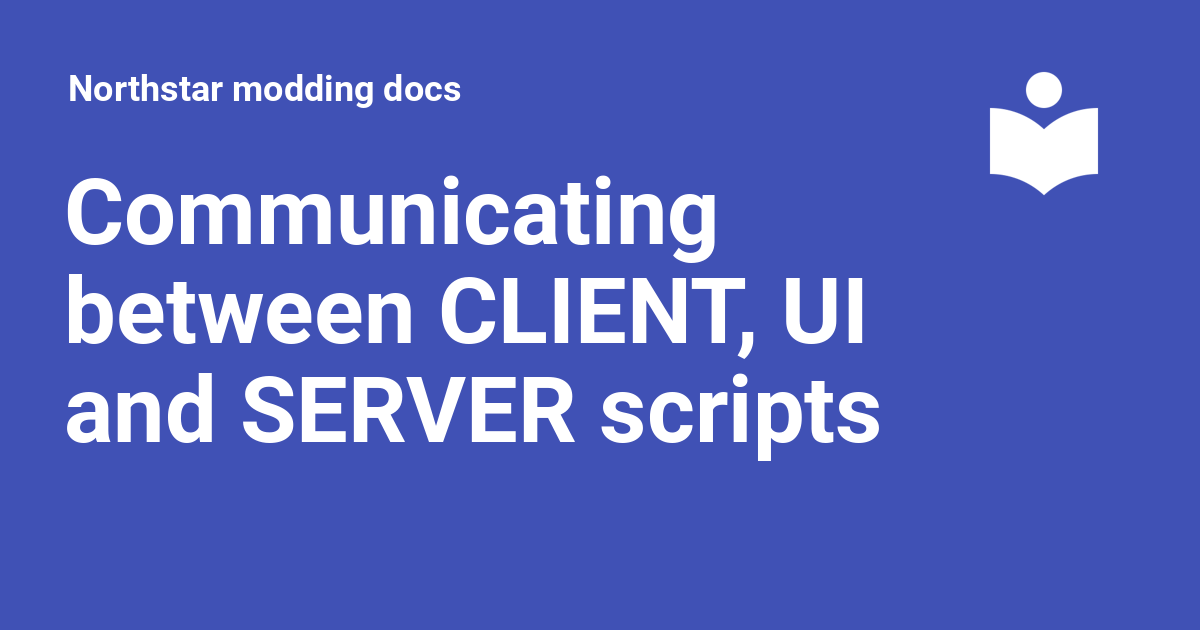 Northstar modding docs
Communicating
between CLIENT, UI
and SERVER scripts